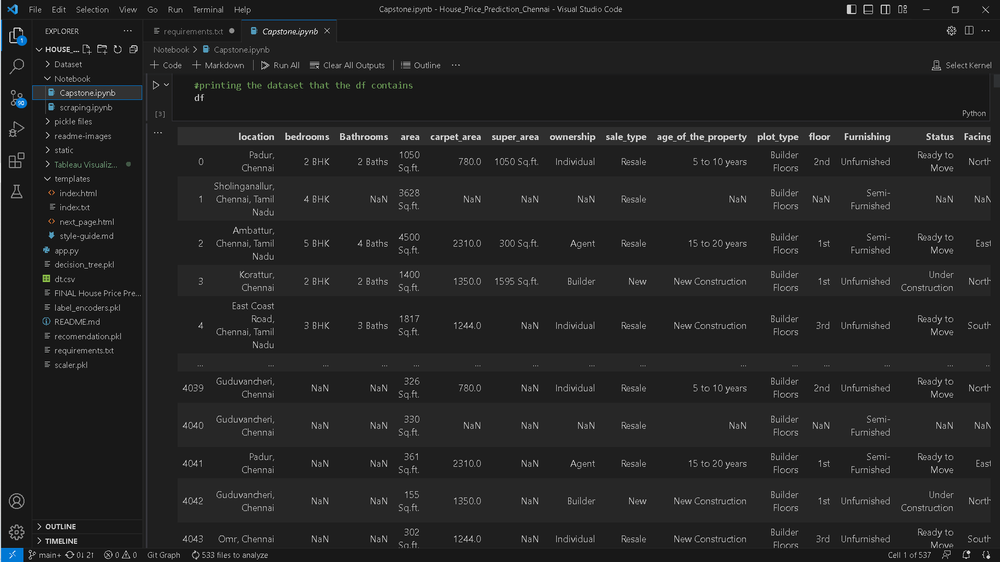 File Edit Selection View Go Run Terminal Help
Capstone.ipynb - House_Price_Prediction_Chennai - Visual Studio Code
EXPLORER
requirements.txt
Capstone.ipynb
1
HOUSE_...
Notebook > Capstone.ipynb
Dataset
Code Markdown Run All Clear All Outputs Outline ...
Select Kernel
Notebook
Capstone.ipynb
scraping.ipynb
90
pickle files
readme-images
static
Tableau Visualiz...
templates
index.html
index.txt
next_page.html
style-guide.md
app.py
decision_tree.pkl
dt.csv
FINAL House Price Pre...
label_encoders.pkl
README.md
recomendation.pkl
requirements.txt
scaler.pkl
OUTLINE
TIMELINE
#printing the dataset that the df contains
df
[3]
Python
...
location bedrooms Bathrooms area carpet_area super_area ownership sale_type age_of_the_property plot_type floor Furnishing Status Facing
0 Padur, Chennai 2 BHK 2 Baths 1050 Sq.ft. 780.0 1050 Sq.ft. Individual Resale 5 to 10 years Builder Floors 2nd Unfurnished Ready to Move North
1 Sholinganallur, Chennai, Tamil Nadu 4 BHK NaN 3628 Sq.ft. NaN NaN NaN Resale NaN Builder Floors NaN Semi-Furnished NaN NaN
2 Ambattur, Chennai, Tamil Nadu 5 BHK 4 Baths 4500 Sq.ft. 2310.0 300 Sq.ft. Agent Resale 15 to 20 years Builder Floors 1st Semi-Furnished Ready to Move East
3 Korattur, Chennai 2 BHK 2 Baths 1400 Sq.ft. 1350.0 1595 Sq.ft. Builder New New Construction Builder Floors 1st Unfurnished Under Construction North
4 East Coast Road, Chennai, Tamil Nadu 3 BHK 3 Baths 1817 Sq.ft. 1244.0 NaN Individual Resale New Construction Builder Floors 3rd Unfurnished Ready to Move South
... ... ... ... ... ... ... ... ... ... ... ... ... ... ...
4039 Guduvancheri, Chennai NaN NaN 326 Sq.ft. 780.0 NaN Individual Resale 5 to 10 years Builder Floors 2nd Unfurnished Ready to Move North
4040 Guduvancheri, Chennai NaN NaN 330 Sq.ft. NaN NaN NaN Resale NaN Builder Floors NaN Semi-Furnished NaN NaN
4041 Padur, Chennai NaN NaN 361 Sq.ft. 2310.0 NaN Agent Resale 15 to 20 years Builder Floors 1st Semi-Furnished Ready to Move East
4042 Guduvancheri, Chennai NaN NaN 155 Sq.ft. 1350.0 NaN Builder New New Construction Builder Floors 1st Unfurnished Under Construction North
4043 Omr, Chennai NaN NaN 302 Sq.ft. 1244.0 NaN Individual Resale New Construction Builder Floors 3rd Unfurnished Ready to Move South
main+ 0↓ 2↑ 0 0 Git Graph 533 files to analyze
Cell 1 of 537